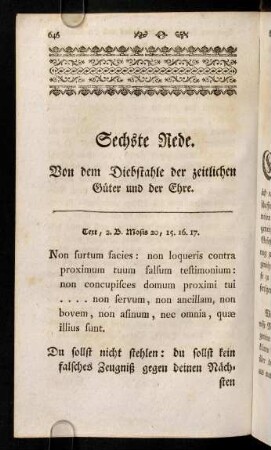 646
Sechste Rede.
Von dem Diebstahle der zeitlichen
Güter und der Ehre.
Text, 2. B. Mosis 20, 15. 16. 17.
Non furtum facies: non loqueris contra
proximum tuum falsum testimonium:
non concupisces domum proximi tui
.... non servum, non ancillam, non
bovem, non asinum, nec omnia, quæ
illius sunt.
Du sollst nicht stehlen: du sollst kein
falsches Zeugniß gegen deinen Näch-
sten